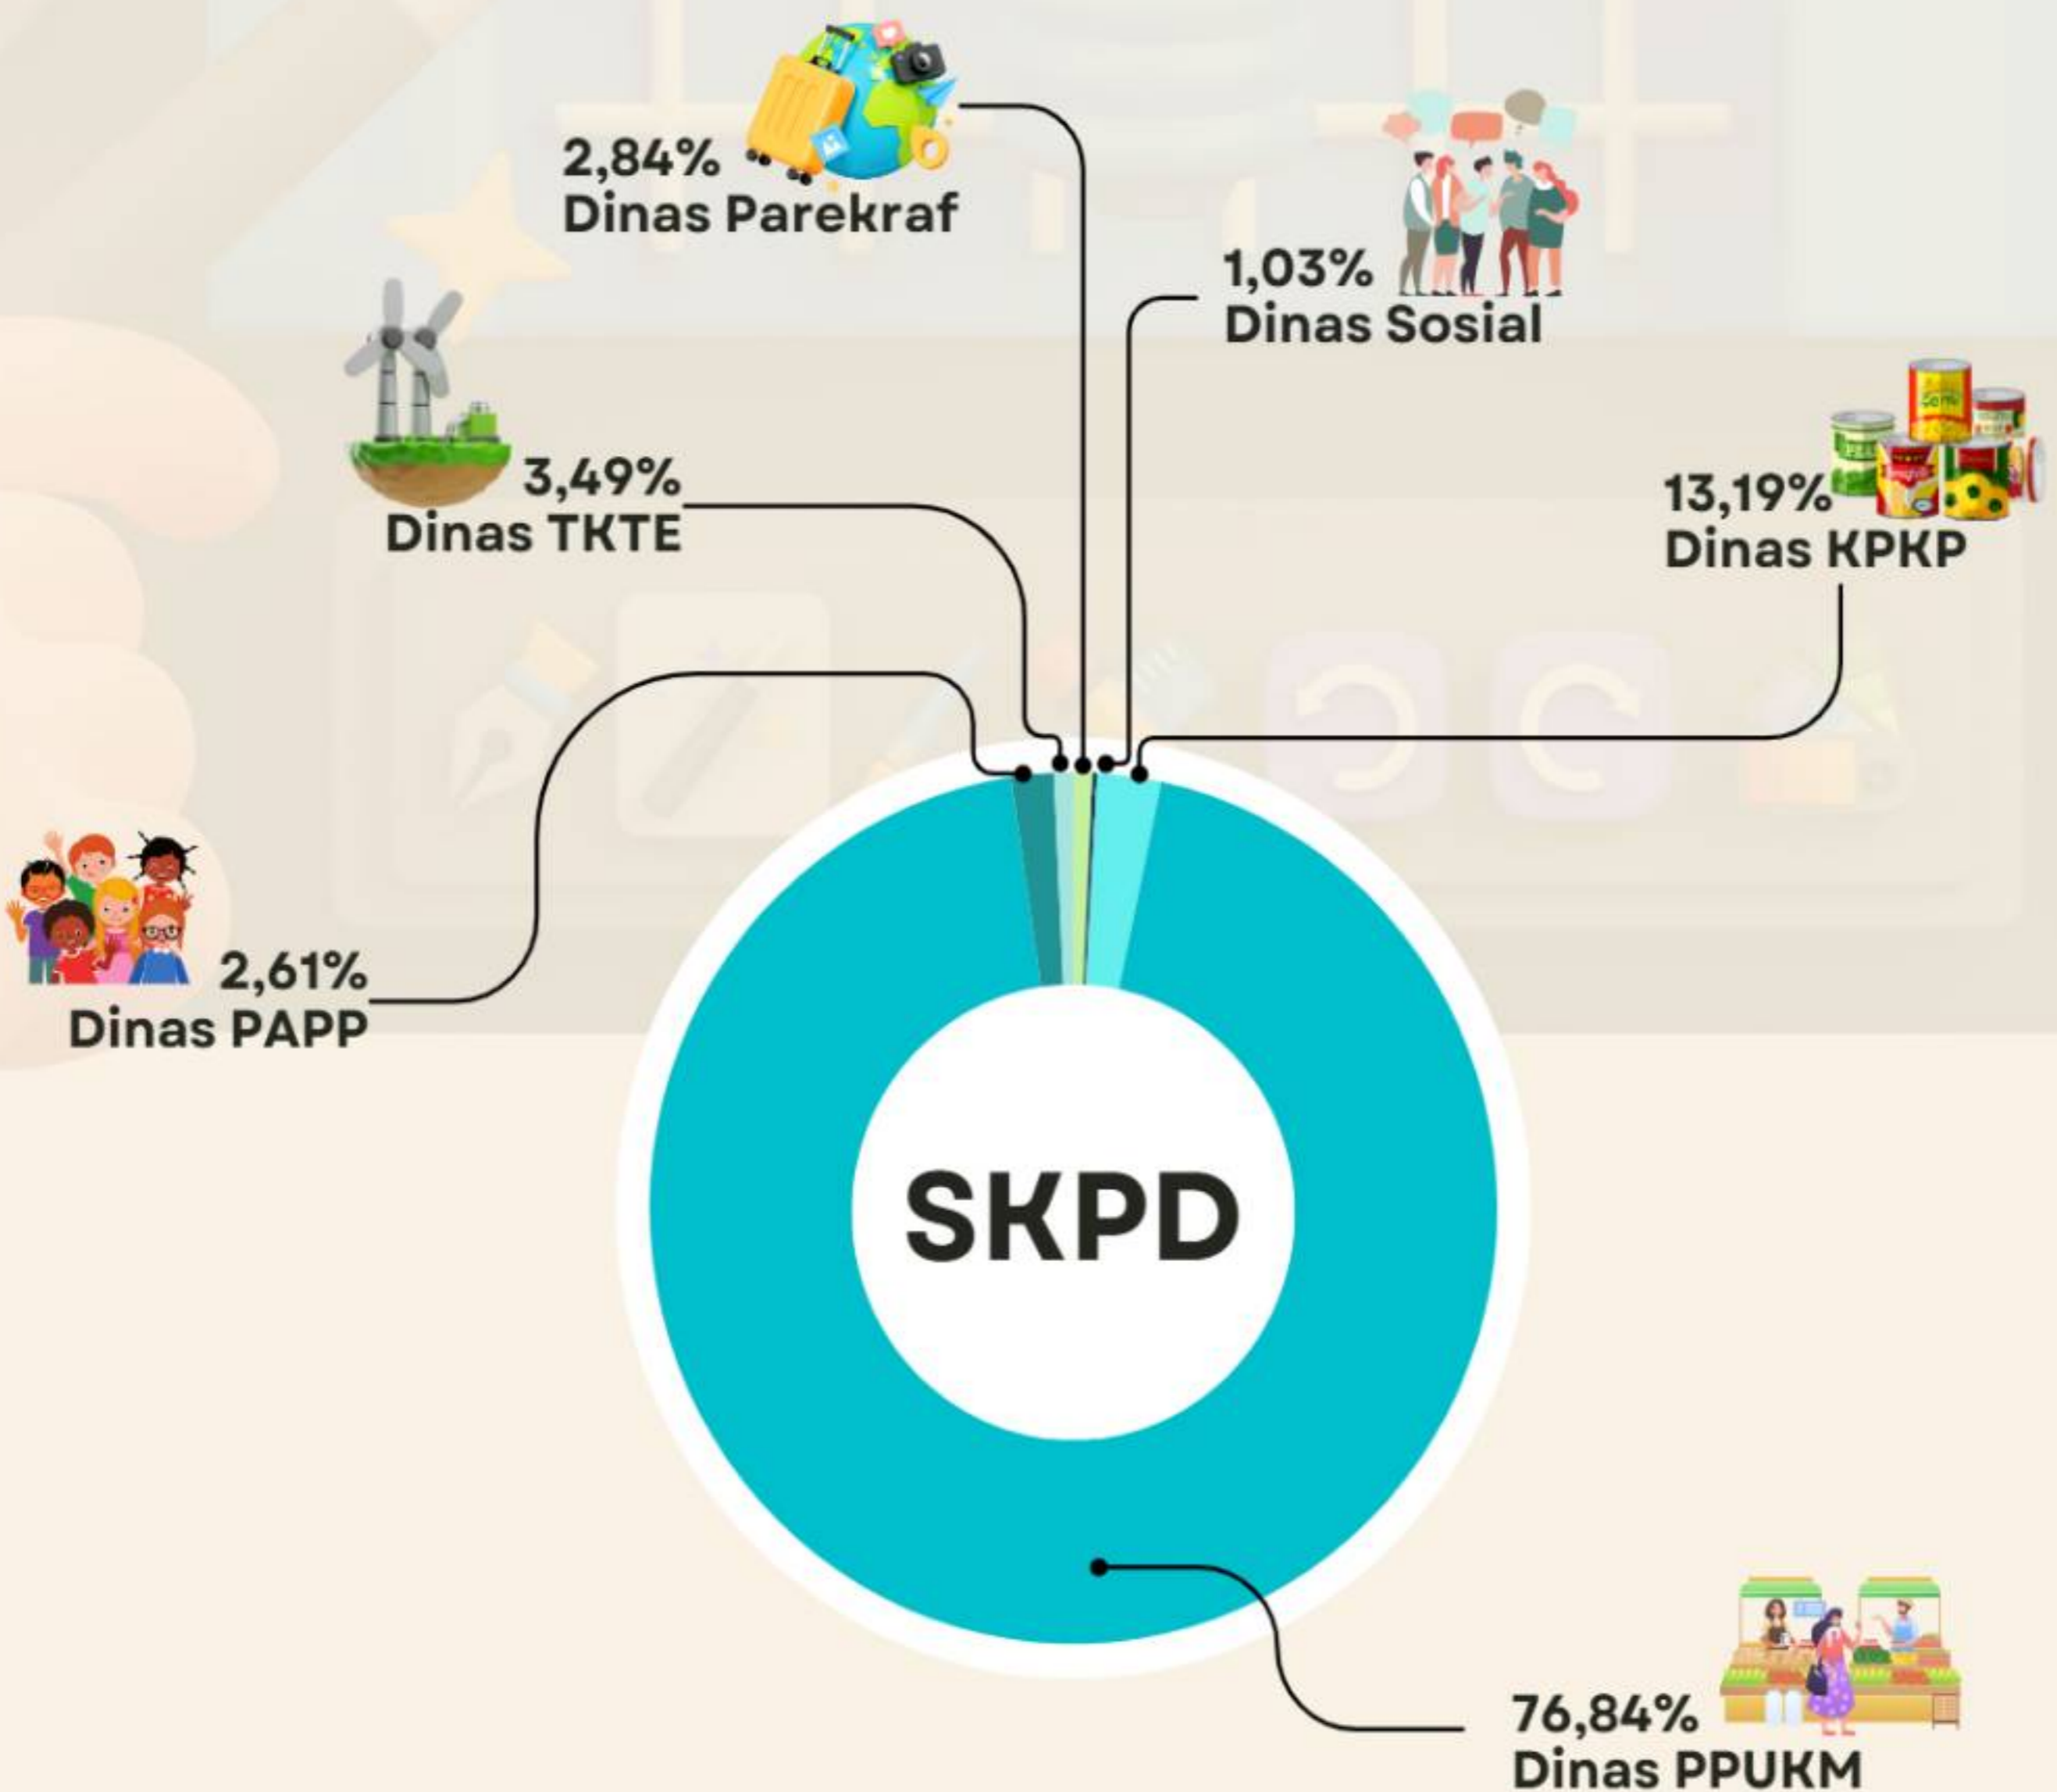 2,84%
Dinas Parekraf
1,03%
Dinas Sosial
3,49%
Dinas TKTE
13,19%
Dinas KPKP
2,61%
Dinas PAPP
SKPD
76,84%
Dinas PPUKM